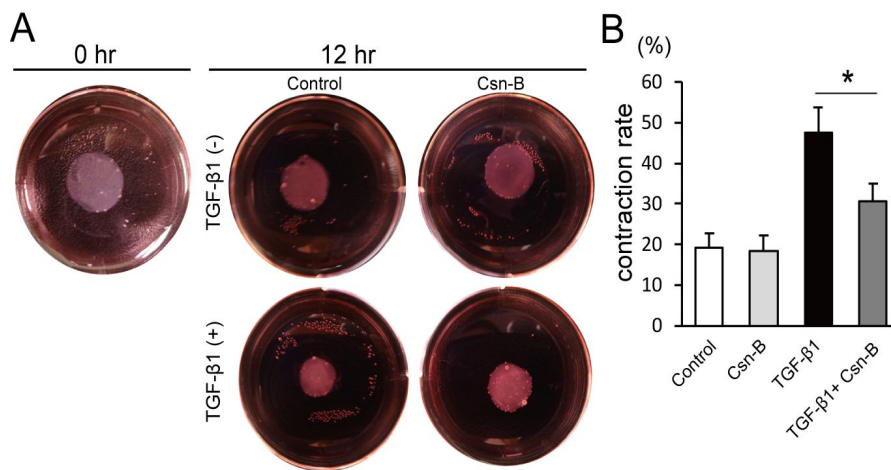 A
0 hr
12 hr
Control
Csn-B
TGF-β1 (-)
TGF-β1 (+)
B
(%)
contraction rate
60
50
40
30
20
10
0
*
Control
Csn-B
TGF-β1
TGF-β1+ Csn-B